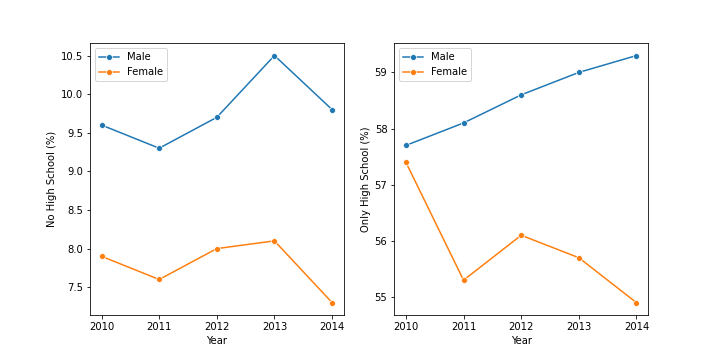 Male
Female
10.5
10.0
9.5
9.0
8.5
8.0
7.5
No High School (%)
2010 2011 2012 2013 2014
Year
Male
Female
59
58
57
56
55
Only High School (%)
2010 2011 2012 2013 2014
Year